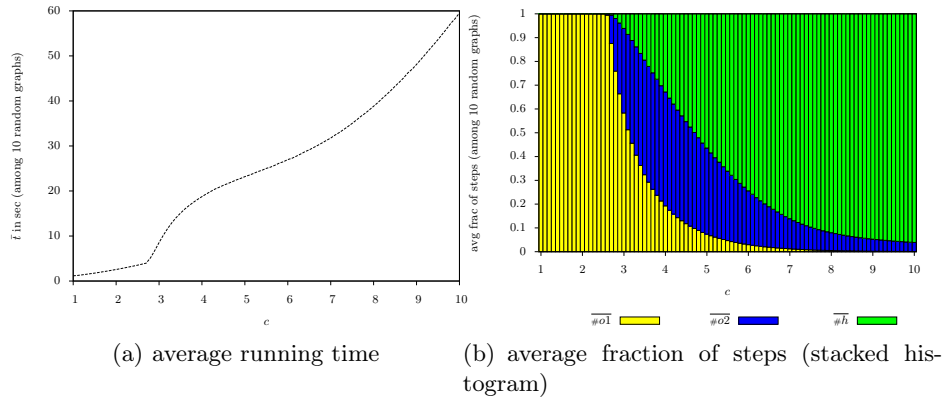 60
50
40
30
20
10
0
t̄ in sec (among 10 random graphs)
1 2 3 4 5 6 7 8 9 10
c
(a) average running time
1
0.9
0.8
0.7
0.6
0.5
0.4
0.3
0.2
0.1
0
avg frac of steps (among 10 random graphs)
1 2 3 4 5 6 7 8 9 10
c
#o1 #o2 #h
(b) average fraction of steps (stacked his-
togram)